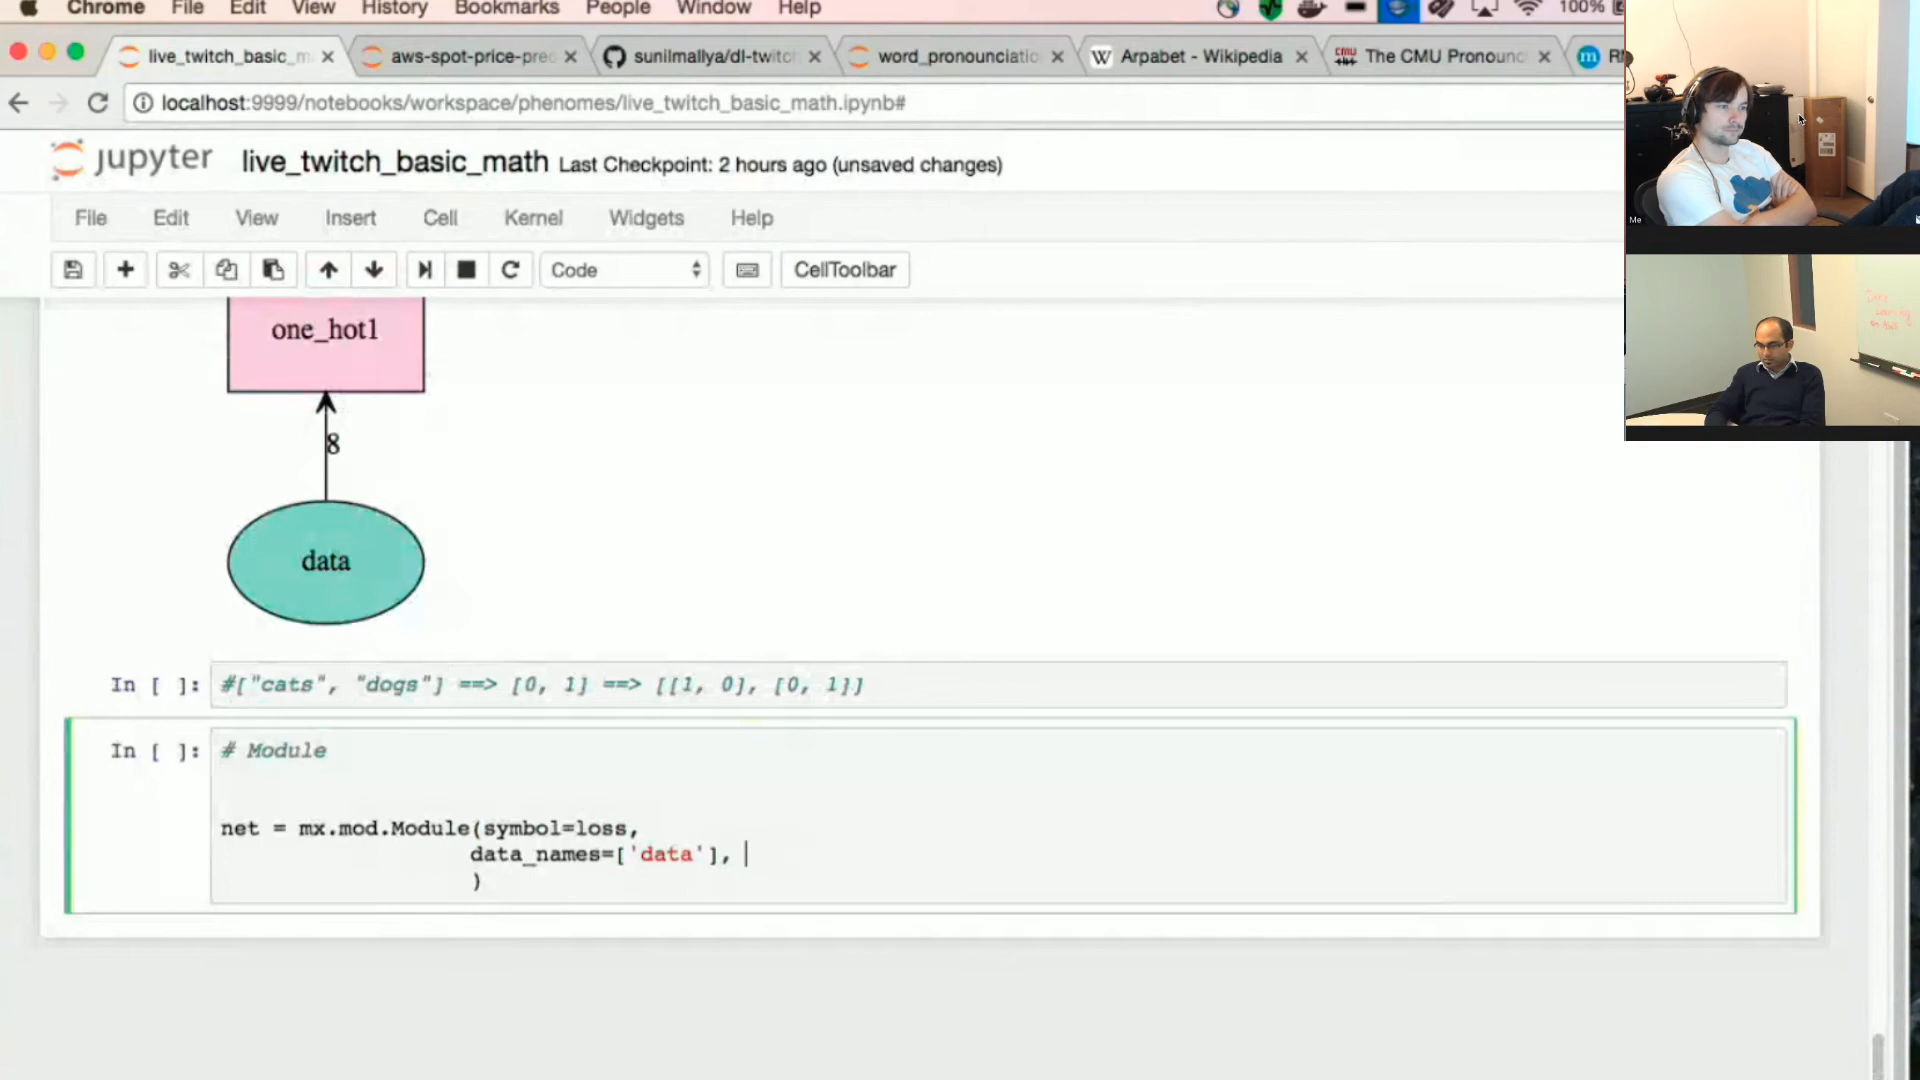 Chrome File Edit View History Bookmarks People Window Help 100%
live_twitch_basic_m aws-spot-price-pre sunilmallya/dl-twitc word_pronounciatio W Arpabet - Wikipedia CMU The CMU Pronounc m
localhost:9999/notebooks/workspace/phenomes/live_twitch_basic_math.ipynb#
jupyter live_twitch_basic_math Last Checkpoint: 2 hours ago (unsaved changes)
File Edit View Insert Cell Kernel Widgets Help
Code CellToolbar
Me
one_hot1
8
data
In [ ]: #["cats", "dogs"] ==> [0, 1] ==> [[1, 0], [0, 1]]
In [ ]: # Module
net = mx.mod.Module(symbol=loss,
data_names=['data'],
)